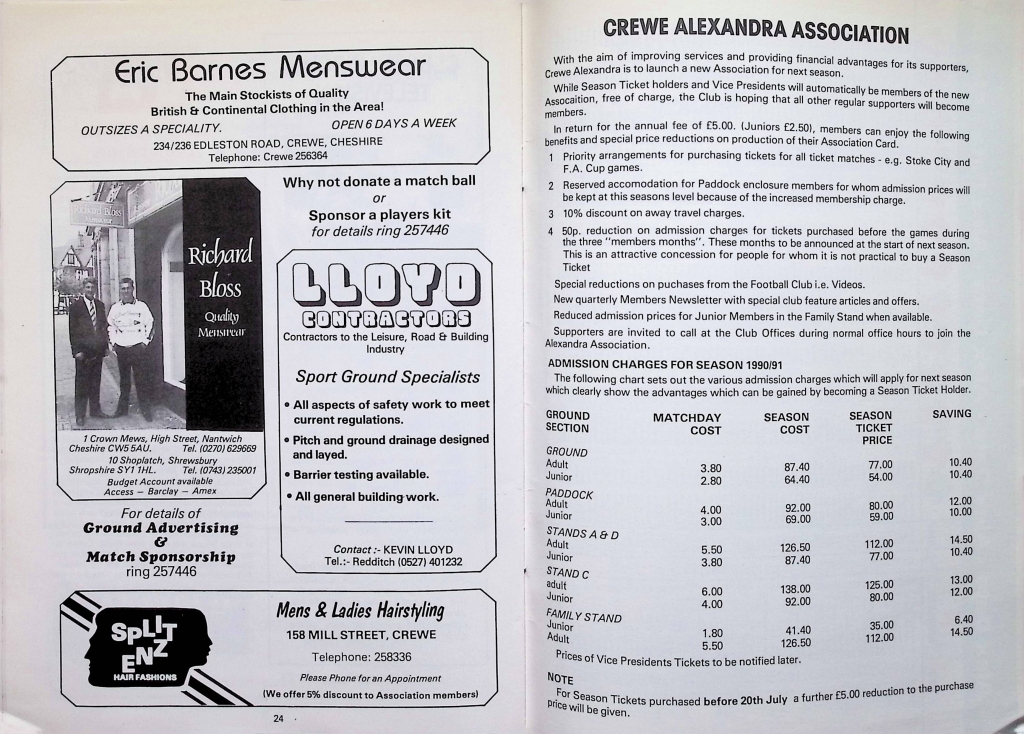 Eric Barnes Menswear
The Main Stockists of Quality
British & Continental Clothing in the Area!
OUTSIZES A SPECIALITY. OPEN 6 DAYS A WEEK
234/236 EDLESTON ROAD, CREWE, CHESHIRE
Telephone: Crewe 256364
Richard Bloss
Menswear
Richard
Bloss
Quality
Menswear
1 Crown Mews, High Street, Nantwich
Cheshire CW5 5AU. Tel. (0270) 629669
10 Shoplatch, Shrewsbury
Shropshire SY1 1HL. Tel. (0743) 235001
Budget Account available
Access – Barclay – Amex
For details of
Ground Advertising
&
Match Sponsorship
ring 257446
Why not donate a match ball
or
Sponsor a players kit
for details ring 257446
LLOYD
CONTRACTORS
Contractors to the Leisure, Road & Building
Industry
Sport Ground Specialists
• All aspects of safety work to meet
current regulations.
• Pitch and ground drainage designed
and layed.
• Barrier testing available.
• All general building work.
Contact :- KEVIN LLOYD
Tel.:- Redditch (0527) 401232
SPLIT
ENZ
HAIR FASHIONS
Mens & Ladies Hairstyling
158 MILL STREET, CREWE
Telephone: 258336
Please Phone for an Appointment
(We offer 5% discount to Association members)
24
CREWE ALEXANDRA ASSOCIATION
With the aim of improving services and providing financial advantages for its supporters,
Crewe Alexandra is to launch a new Association for next season.
While Season Ticket holders and Vice Presidents will automatically be members of the new
Assocaition, free of charge, the Club is hoping that all other regular supporters will become
members.
In return for the annual fee of £5.00. (Juniors £2.50), members can enjoy the following
benefits and special price reductions on production of their Association Card.
1 Priority arrangements for purchasing tickets for all ticket matches - e.g. Stoke City and
F.A. Cup games.
2 Reserved accomodation for Paddock enclosure members for whom admission prices will
be kept at this seasons level because of the increased membership charge.
3 10% discount on away travel charges.
4 50p. reduction on admission charges for tickets purchased before the games during
the three "members months". These months to be announced at the start of next season.
This is an attractive concession for people for whom it is not practical to buy a Season
Ticket
Special reductions on puchases from the Football Club i.e. Videos.
New quarterly Members Newsletter with special club feature articles and offers.
Reduced admission prices for Junior Members in the Family Stand when available.
Supporters are invited to call at the Club Offices during normal office hours to join the
Alexandra Association.
ADMISSION CHARGES FOR SEASON 1990/91
The following chart sets out the various admission charges which will apply for next season
which clearly show the advantages which can be gained by becoming a Season Ticket Holder.
GROUND MATCHDAY SEASON SEASON SAVING
SECTION COST COST TICKET
PRICE
GROUND
Adult 3.80 87.40 77.00 10.40
Junior 2.80 64.40 54.00 10.40
PADDOCK
Adult 4.00 92.00 80.00 12.00
Junior 3.00 69.00 59.00 10.00
STANDS A & D
Adult 5.50 126.50 112.00 14.50
Junior 3.80 87.40 77.00 10.40
STAND C
adult 6.00 138.00 125.00 13.00
Junior 4.00 92.00 80.00 12.00
FAMILY STAND
Junior 1.80 41.40 35.00 6.40
Adult 5.50 126.50 112.00 14.50
Prices of Vice Presidents Tickets to be notified later.
NOTE
For Season Tickets purchased before 20th July a further £5.00 reduction to the purchase
price will be given.